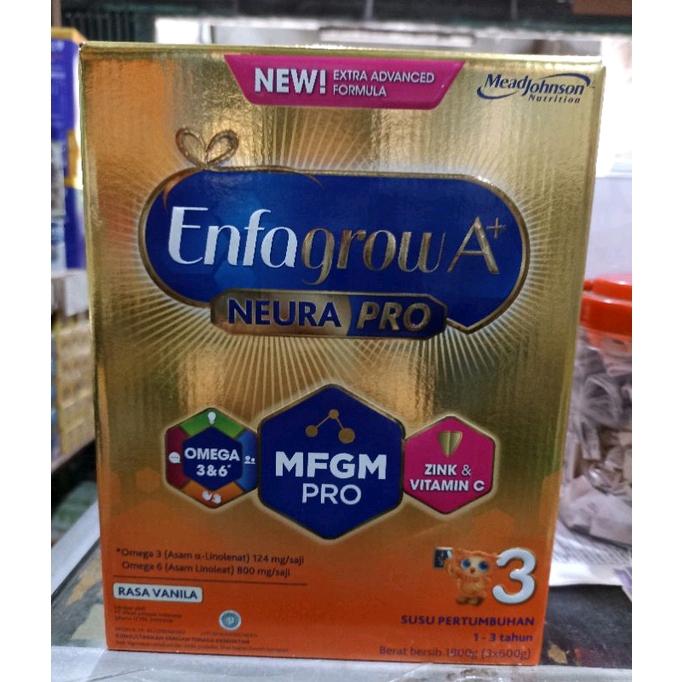 NEW! EXTRA ADVANCED
FORMULA
MeadJohnson
Nutrition
Enfagrow A+
NEURA PRO
OMEGA
3&6*
MFGM
PRO
ZINK &
VITAMIN C
*Omega 3 (Asam α-Linolenat) 124 mg/saji
Omega 6 (Asam Linoleat) 800 mg/saji
RASA VANILA
3
SUSU PERTUMBUHAN
1 - 3 tahun
Berat bersih 1800g (3x600g)